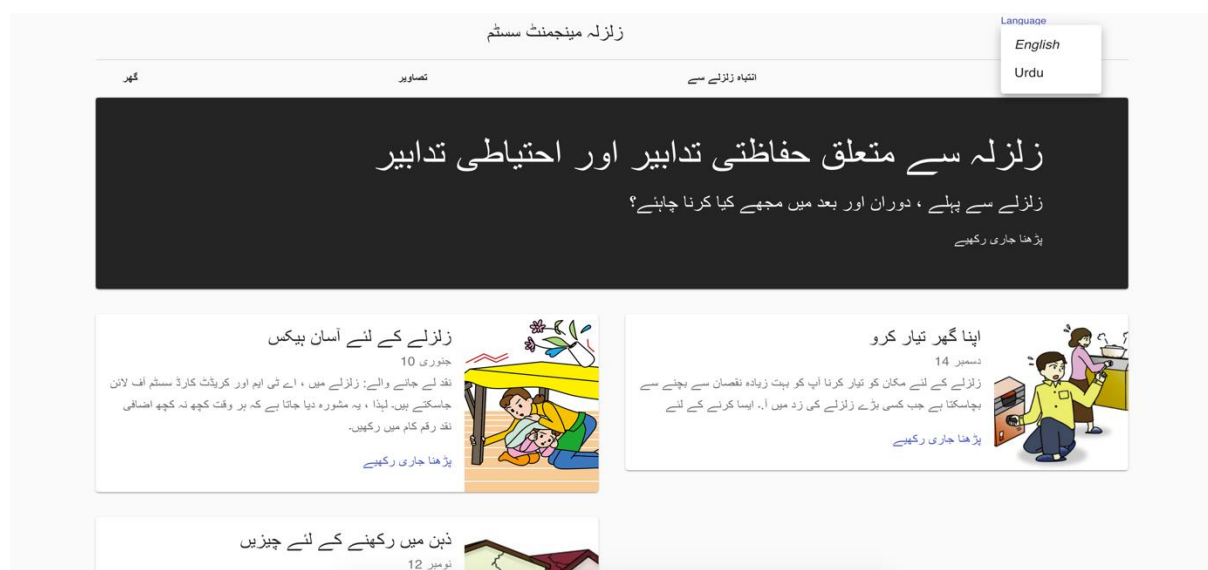 زلزلہ مینجمنٹ سسٹم
Language
English
Urdu
گھر
تصاویر
انتباہ زلزلے سے
زلزلہ سے متعلق حفاظتی تدابیر اور احتیاطی تدابیر
زلزلے سے پہلے ، دوران اور بعد میں مجھے کیا کرنا چاہئے؟
پڑھنا جاری رکھیے
اپنا گھر تیار کرو
دسمبر 14
زلزلے کے لئے مکان کو تیار کرنا آپ کو بہت زیادہ نقصان سے بچنے سے
بچاسکتا ہے جب کسی بڑے زلزلے کی زد میں آ.. ایسا کرنے کے لئے
پڑھنا جاری رکھیے
زلزلے کے لئے آسان ہیکس
جنوری 10
نقد لے جانے والے: زلزلے میں ، اے ٹی ایم اور کریڈٹ کارڈ سسٹم آف لائن
جاسکتے ہیں۔ لہذا ، یہ مشورہ دیا جاتا ہے کہ ہر وقت کچھ نہ کچھ اضافی
نقد رقم کام میں رکھیں۔
پڑھنا جاری رکھیے
ذہن میں رکھنے کے لئے چیزیں
نومبر 12